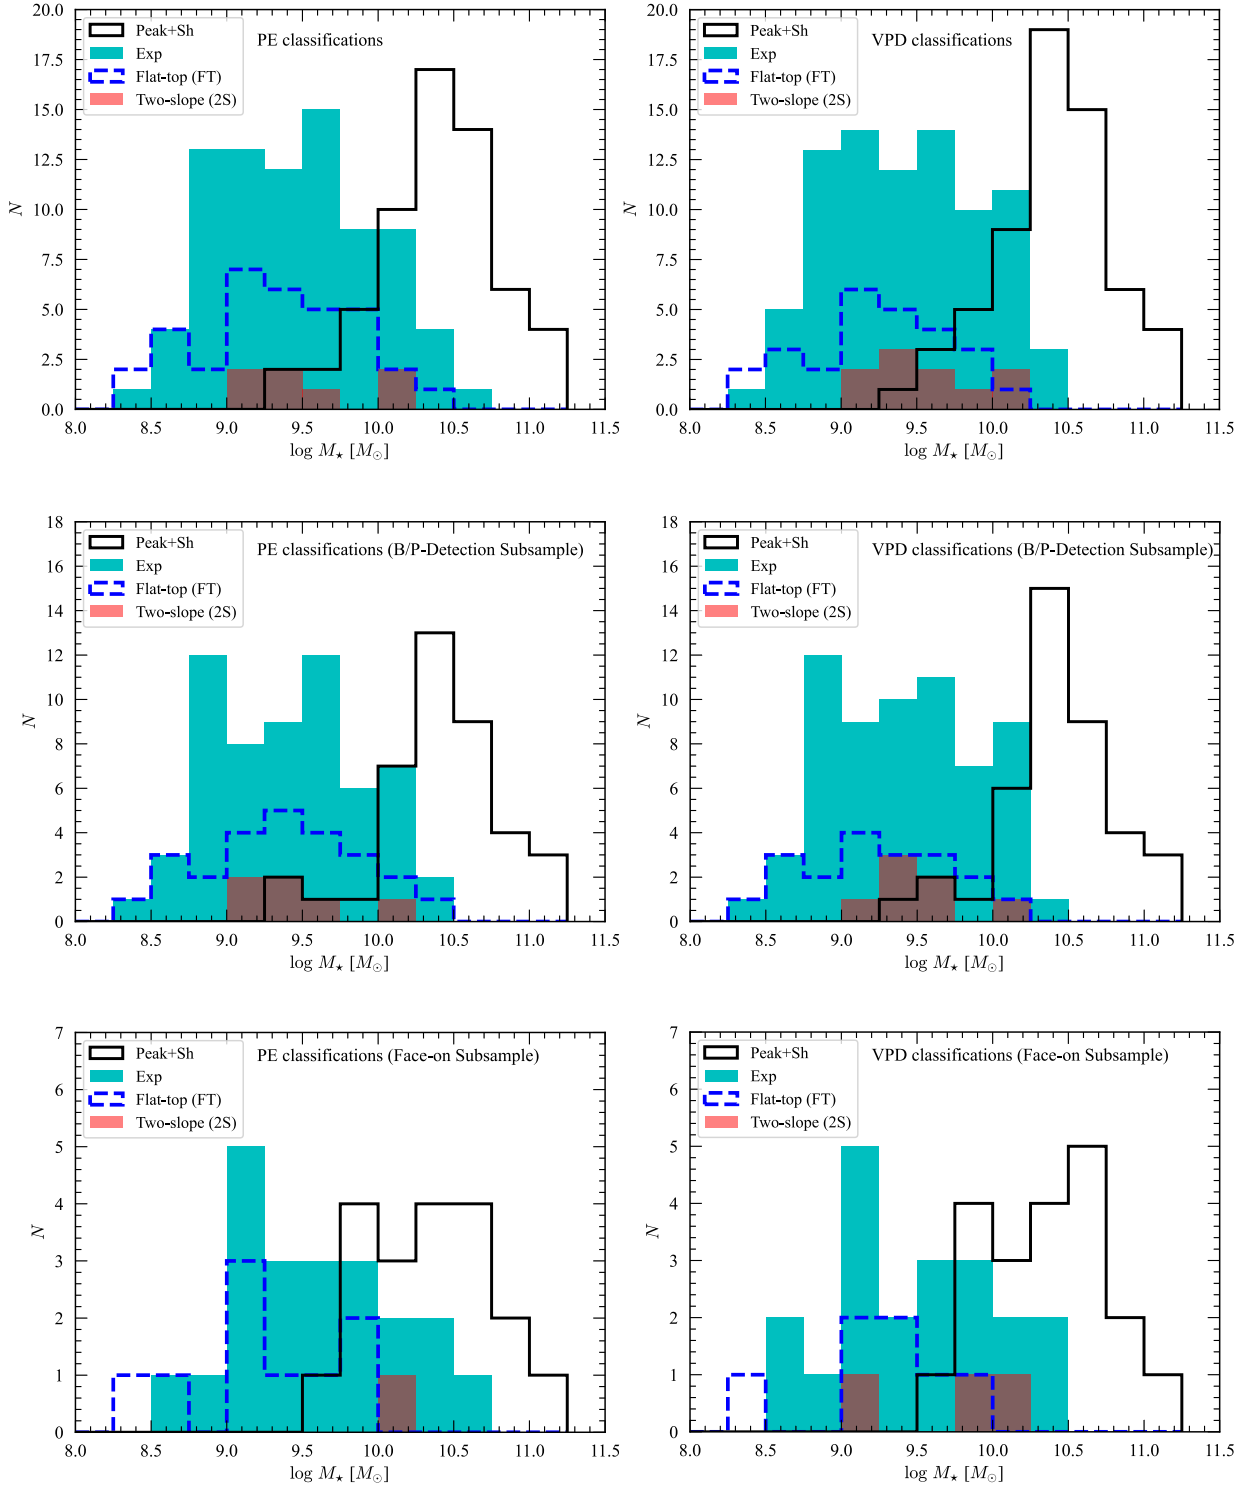 PE classifications
Peak+Sh
Exp
Flat-top (FT)
Two-slope (2S)
20.0
17.5
15.0
12.5
10.0
7.5
5.0
2.5
0.0
N
8.0 8.5 9.0 9.5 10.0 10.5 11.0 11.5
log M⋆ [M⊙]
VPD classifications
Peak+Sh
Exp
Flat-top (FT)
Two-slope (2S)
20.0
17.5
15.0
12.5
10.0
7.5
5.0
2.5
0.0
N
8.0 8.5 9.0 9.5 10.0 10.5 11.0 11.5
log M⋆ [M⊙]
PE classifications (B/P-Detection Subsample)
Peak+Sh
Exp
Flat-top (FT)
Two-slope (2S)
18
16
14
12
10
8
6
4
2
0
N
8.0 8.5 9.0 9.5 10.0 10.5 11.0 11.5
log M⋆ [M⊙]
VPD classifications (B/P-Detection Subsample)
Peak+Sh
Exp
Flat-top (FT)
Two-slope (2S)
18
16
14
12
10
8
6
4
2
0
N
8.0 8.5 9.0 9.5 10.0 10.5 11.0 11.5
log M⋆ [M⊙]
PE classifications (Face-on Subsample)
Peak+Sh
Exp
Flat-top (FT)
Two-slope (2S)
7
6
5
4
3
2
1
0
N
8.0 8.5 9.0 9.5 10.0 10.5 11.0 11.5
log M⋆ [M⊙]
VPD classifications (Face-on Subsample)
Peak+Sh
Exp
Flat-top (FT)
Two-slope (2S)
7
6
5
4
3
2
1
0
N
8.0 8.5 9.0 9.5 10.0 10.5 11.0 11.5
log M⋆ [M⊙]